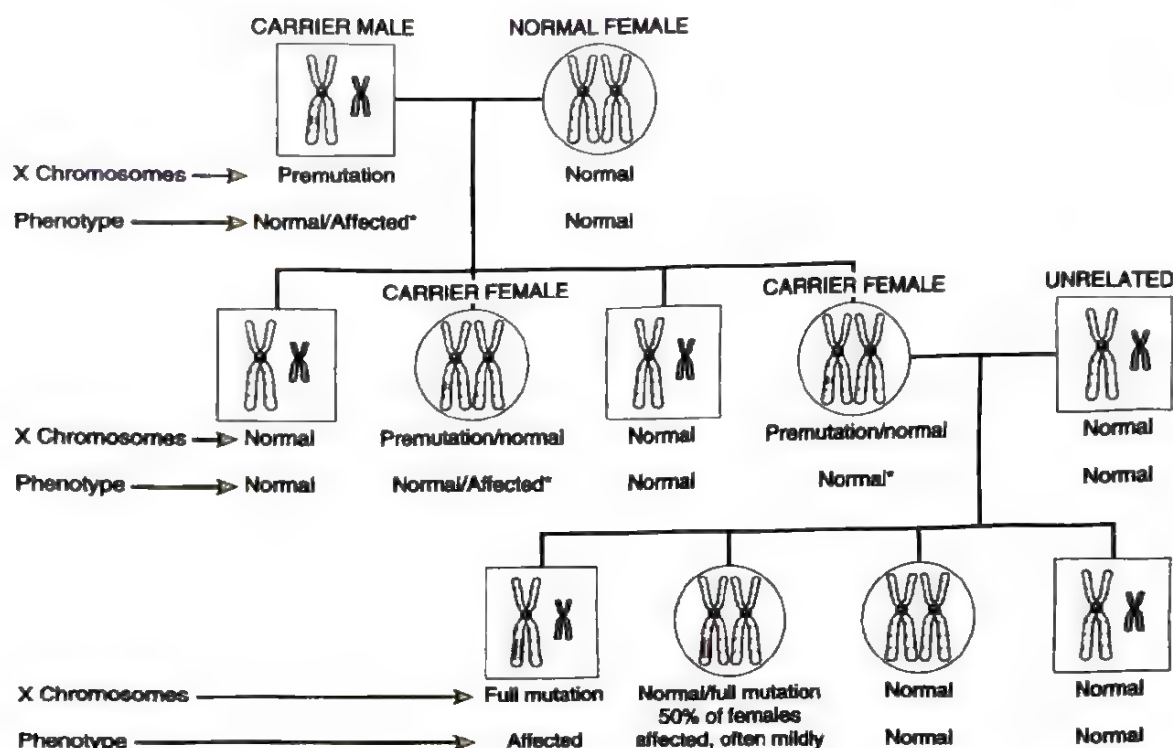 CARRIER MALE NORMAL FEMALE
X Chromosomes Premutation Normal
Phenotype Normal/Affected* Normal
CARRIER FEMALE CARRIER FEMALE UNRELATED
X Chromosomes Normal Premutation/normal Normal Premutation/normal Normal
Phenotype Normal Normal/Affected* Normal Normal* Normal
X Chromosomes Full mutation Normal/full mutation Normal Normal
50% of females
Phenotype Affected affected, often mildly Normal Normal